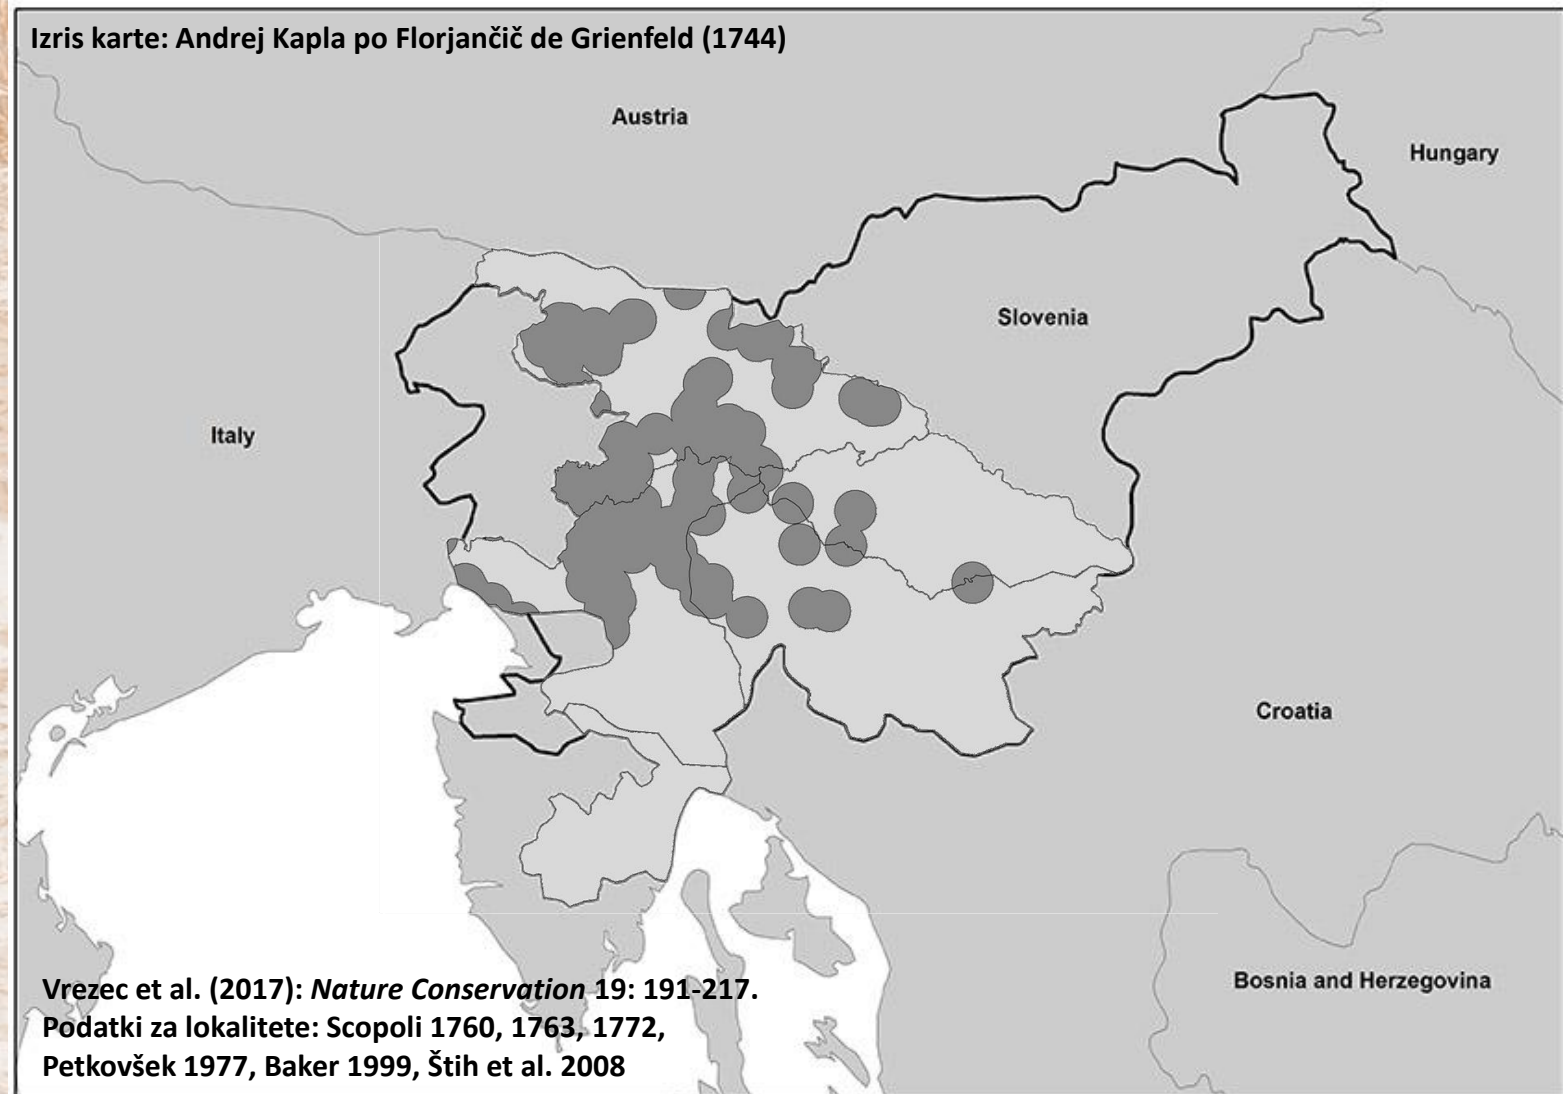 Izris karte: Andrej Kapla po Florjančič de Grienfeld (1744)
Austria
Hungary
Slovenia
Italy
Croatia
Bosnia and Herzegovina
Vrezec et al. (2017): Nature Conservation 19: 191-217.
Podatki za lokalitete: Scopoli 1760, 1763, 1772,
Petkovšek 1977, Baker 1999, Štih et al. 2008